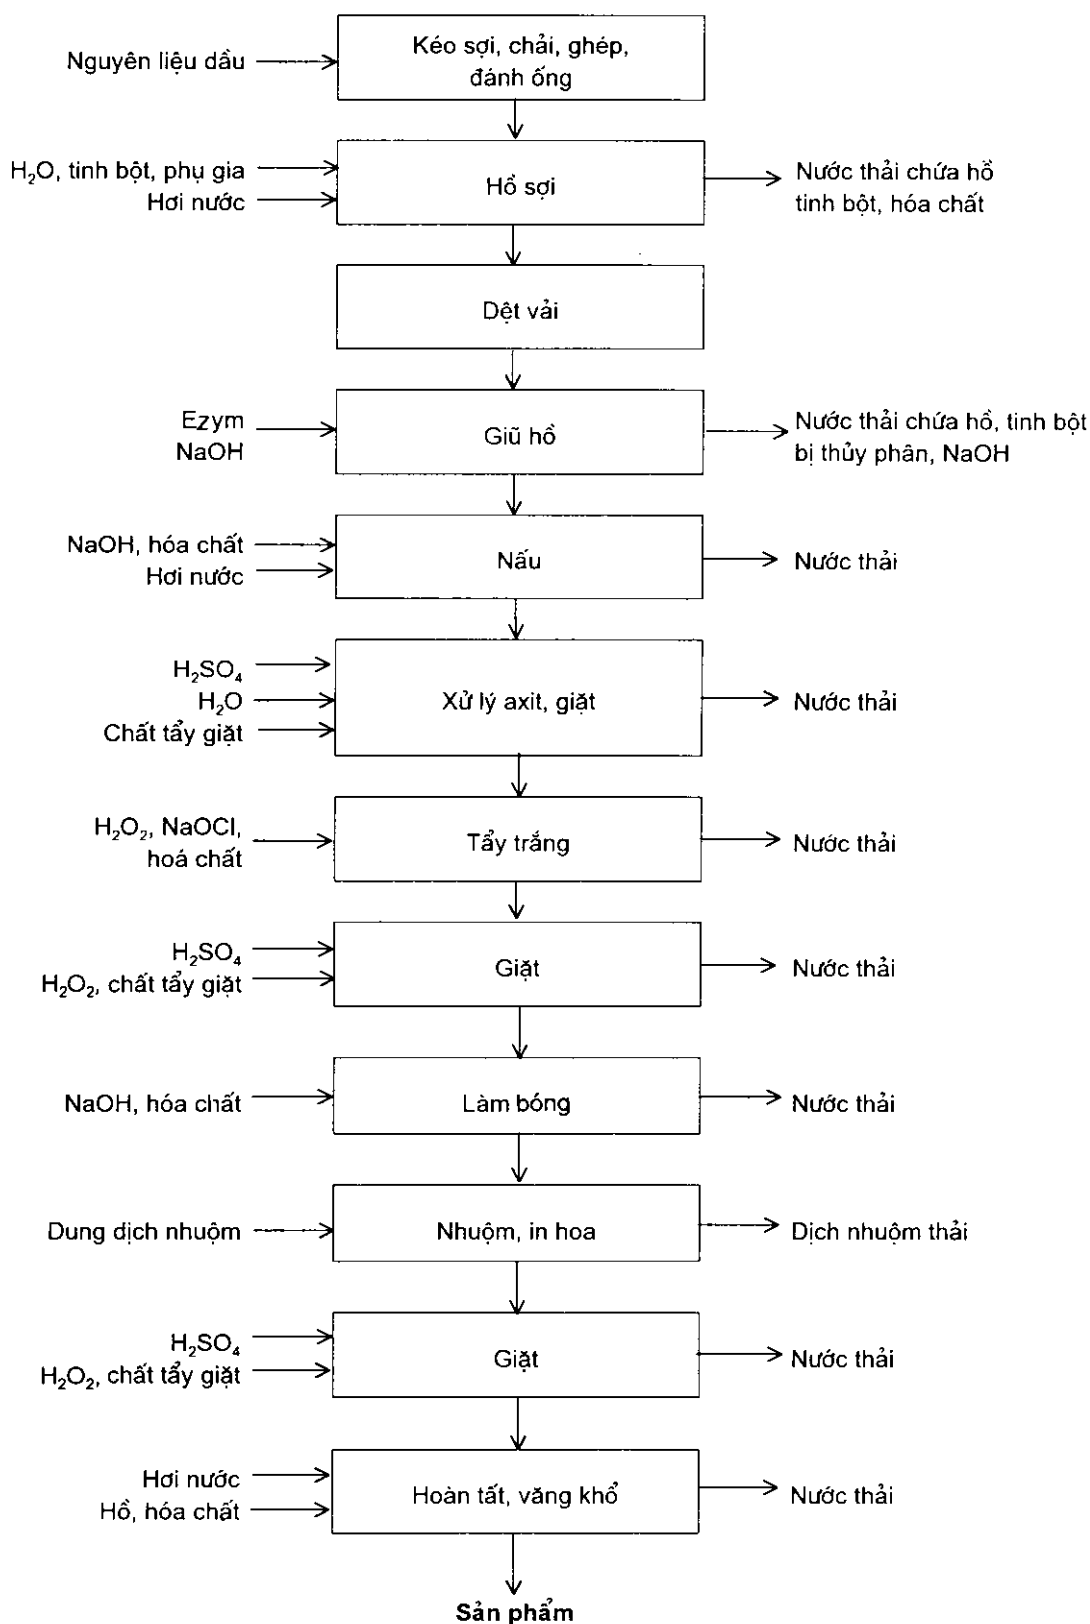 Nguyên liệu dầu
Kéo sợi, chải, ghép,
đánh ống
H₂O, tinh bột, phụ gia
Hơi nước
Hồ sợi
Nước thải chứa hồ
tinh bột, hóa chất
Dệt vải
Ezym
NaOH
Giũ hồ
Nước thải chứa hồ, tinh bột
bị thủy phân, NaOH
NaOH, hóa chất
Hơi nước
Nấu
Nước thải
H₂SO₄
H₂O
Chất tẩy giặt
Xử lý axit, giặt
Nước thải
H₂O₂, NaOCl,
hoá chất
Tẩy trắng
Nước thải
H₂SO₄
H₂O₂, chất tẩy giặt
Giặt
Nước thải
NaOH, hóa chất
Làm bóng
Nước thải
Dung dịch nhuộm
Nhuộm, in hoa
Dịch nhuộm thải
H₂SO₄
H₂O₂, chất tẩy giặt
Giặt
Nước thải
Hơi nước
Hồ, hóa chất
Hoàn tất, văng khổ
Nước thải
Sản phẩm